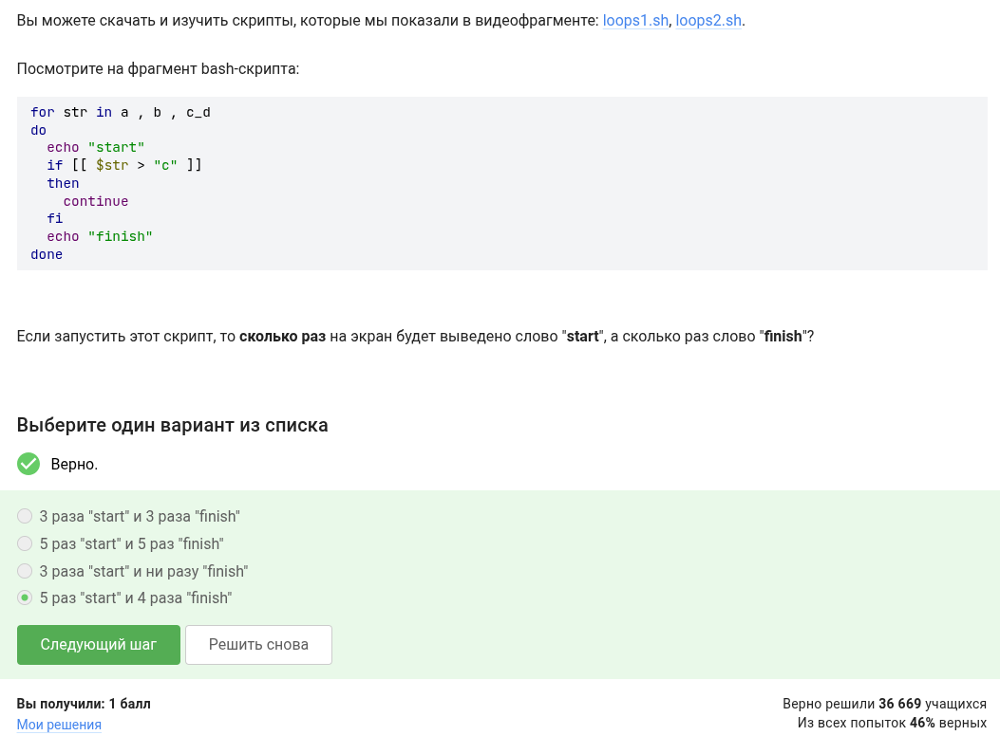 Вы можете скачать и изучить скрипты, которые мы показали в видеофрагменте: loops1.sh, loops2.sh.
Посмотрите на фрагмент bash-скрипта:
for str in a , b , c_d
do
  echo "start"
  if [[ $str > "c" ]]
  then
    continue
  fi
  echo "finish"
done
Если запустить этот скрипт, то сколько раз на экран будет выведено слово "start", а сколько раз слово "finish"?
Выберите один вариант из списка
Верно.
3 раза "start" и 3 раза "finish"
5 раз "start" и 5 раз "finish"
3 раза "start" и ни разу "finish"
5 раз "start" и 4 раза "finish"
Следующий шаг Решить снова
Вы получили: 1 балл
Мои решения
Верно решили 36 669 учащихся
Из всех попыток 46% верных